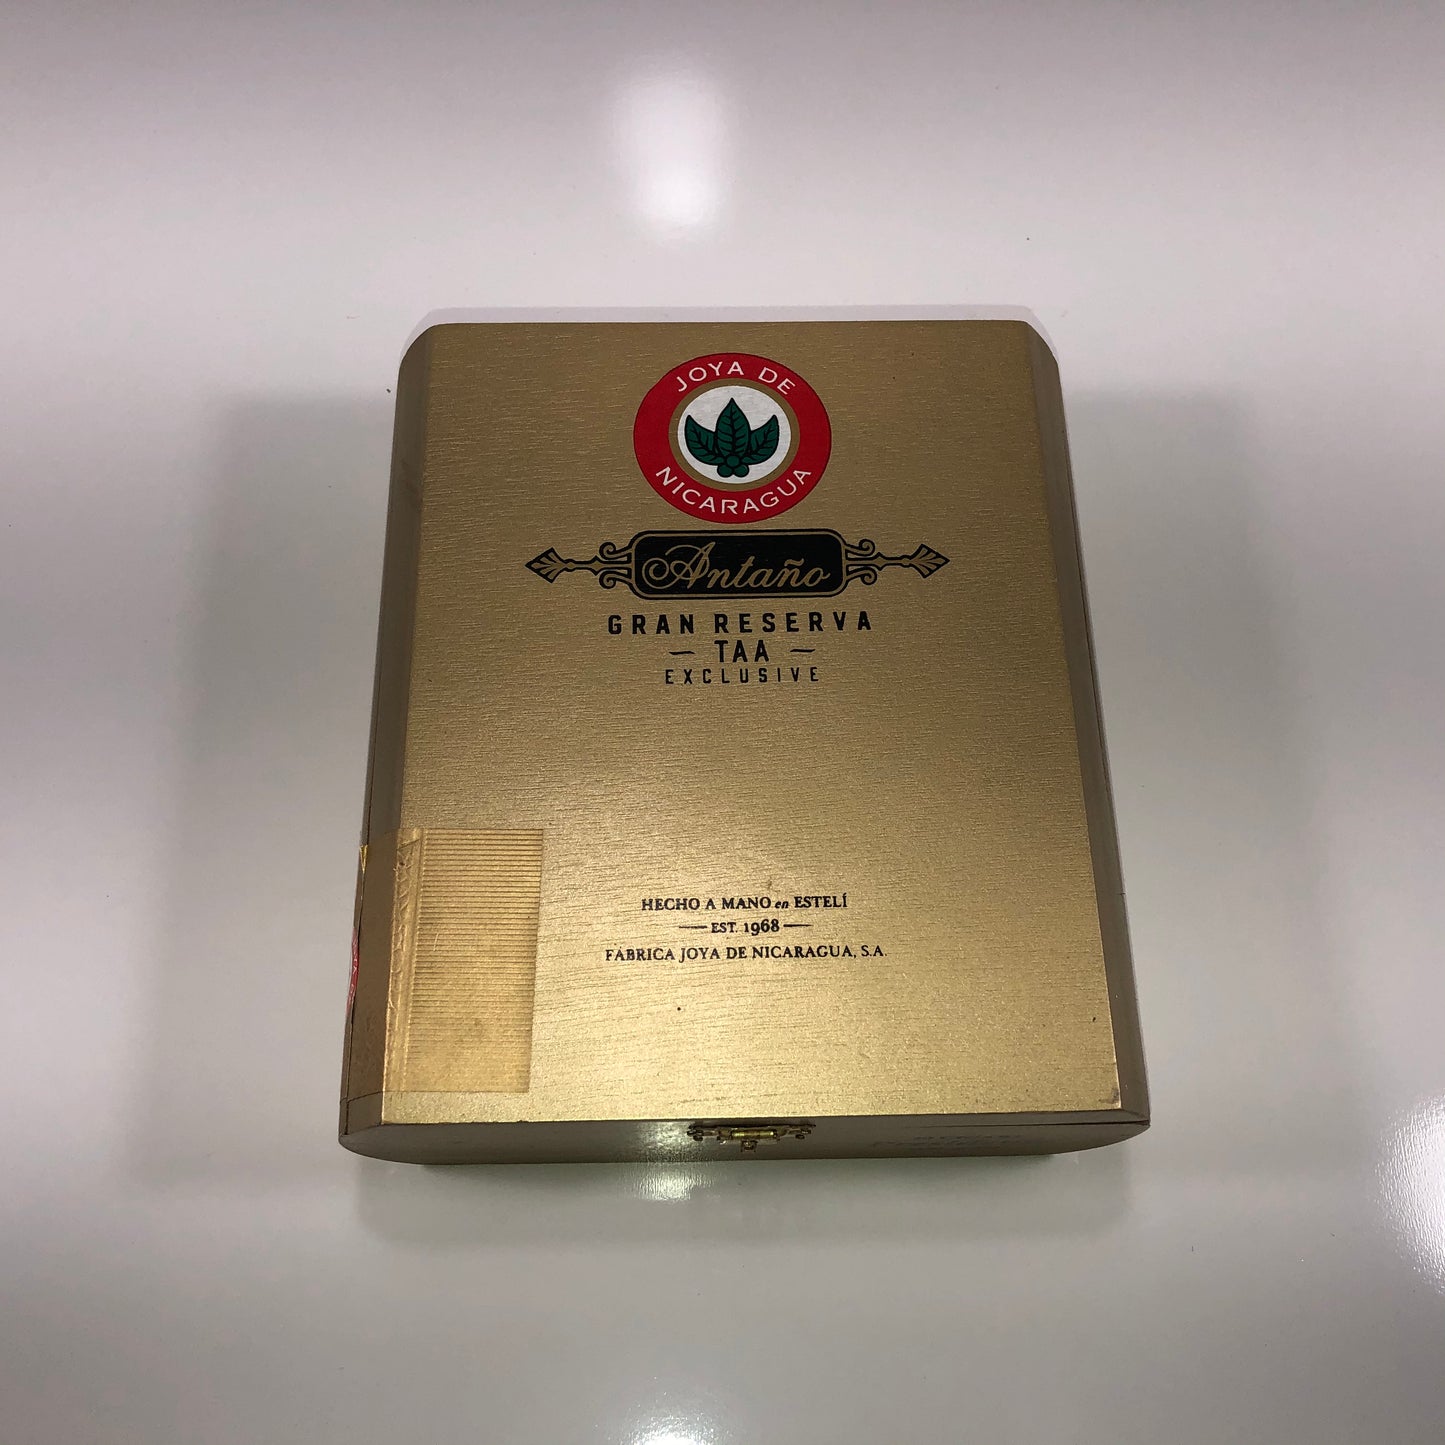 JOYA DE
NICARAGUA
Antaño
GRAN RESERVA
TAA
EXCLUSIVE
HECHO A MANO en ESTELÍ
EST. 1968
FÁBRICA JOYA DE NICARAGUA, S.A.